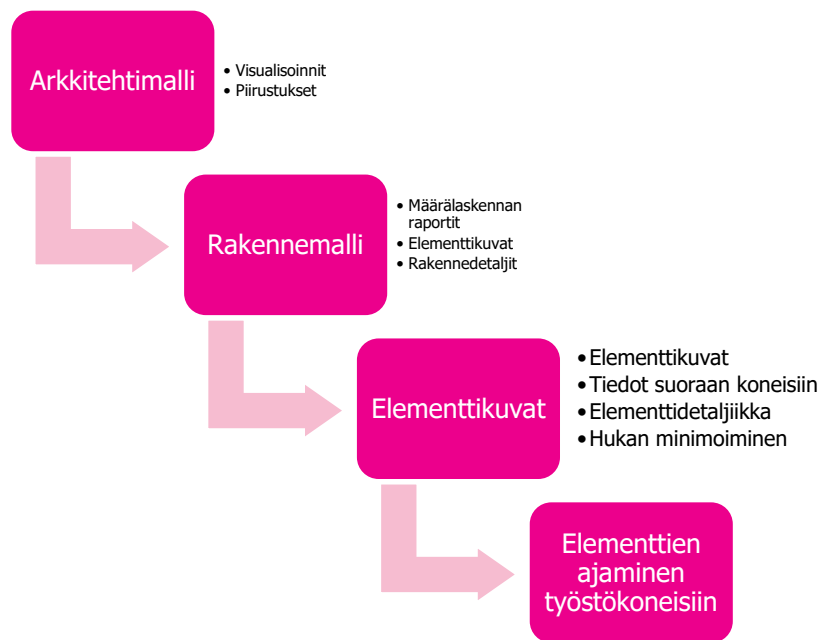 Arkkitehtimalli
• Visualisoinnit
• Piirustukset
Rakennemalli
• Määrälaskennan
raportit
• Elementtikuvat
• Rakennedetaljit
Elementtikuvat
• Elementtikuvat
• Tiedot suoraan koneisiin
• Elementtidetaljiikka
• Hukan minimoiminen
Elementtien
ajaminen
työstökoneisiin